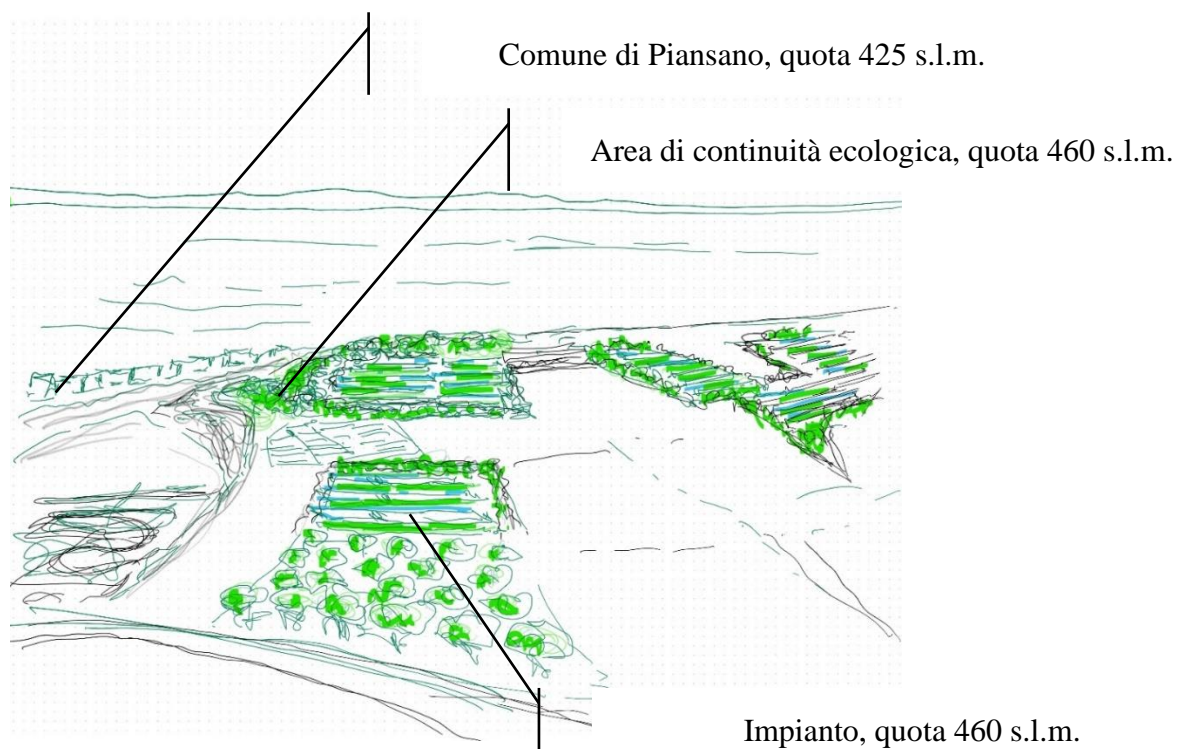 Comune di Piansano, quota 425 s.l.m.
Area di continuità ecologica, quota 460 s.l.m.
Impianto, quota 460 s.l.m.